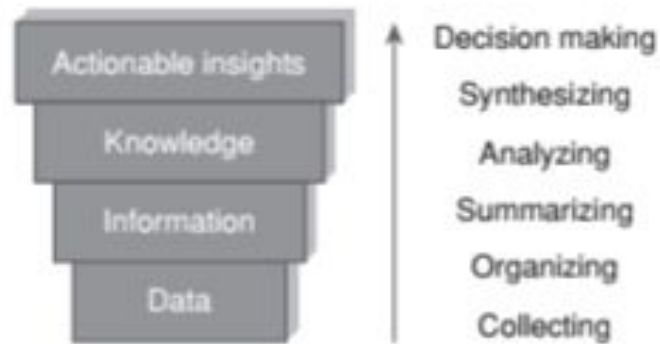 Actionable insights
Knowledge
Information
Data
Decision making
Synthesizing
Analyzing
Summarizing
Organizing
Collecting